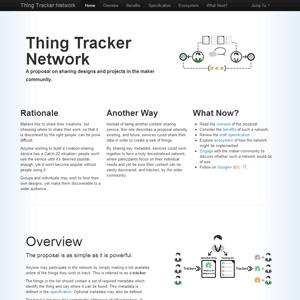 Thing Tracker Network
Home
Overview
Benefits
Specification
Ecosystem
What Next?
Jump To
Thing Tracker
Network
A proposal on sharing designs and projects in the maker
community.
Rationale
Makers like to share their creations, but
choosing where to share their work, so that it
is discovered by the right people, can be prove
difficult.
Anyone wishing to build a creation-sharing
service has a Catch-22 situation: people won't
use the service until it's deemed popular
enough, yet it won't become popular without
people using it.
Groups and individuals may wish to host their
own designs, yet make them discoverable to a
wider audience.
Another Way
Instead of being another content sharing
service, this site describes a proposal whereby
existing, and future, services could share their
data in order to create a web of things.
By sharing key metadata, services could work
together to form a truly decentralised network,
where participants focus on their individual
needs and yet be sure their content can be
easily discovered, and tracked, by the wider
community.
What Now?
Read the overview of the proposal.
Consider the benefits of such a network.
Review the draft specification.
Explore ecosystem of how the network
might be implemented
Engage with the maker community to
discuss whether such a network would be
of use.
Follow on Google+
Overview
The proposal is as simple as it is powerful.
Anyone may participate in the network by simply making a list available
online of the things they work to track. This is referred to as a tracker.
The things in the list should contain a set of required metadata which
identify the thing and say where it can be found. This metadata is
defined in the specification. Optional metadata may also be defined.
Tracker
Tracker